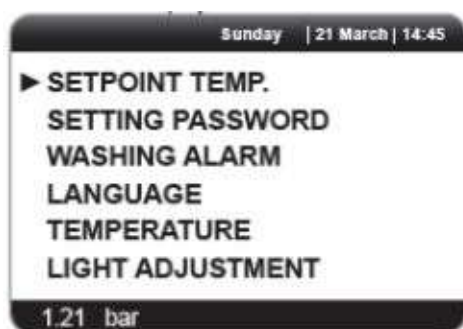 Sunday | 21 March | 14:45
► SETPOINT TEMP.
SETTING PASSWORD
WASHING ALARM
LANGUAGE
TEMPERATURE
LIGHT ADJUSTMENT
1.21 bar